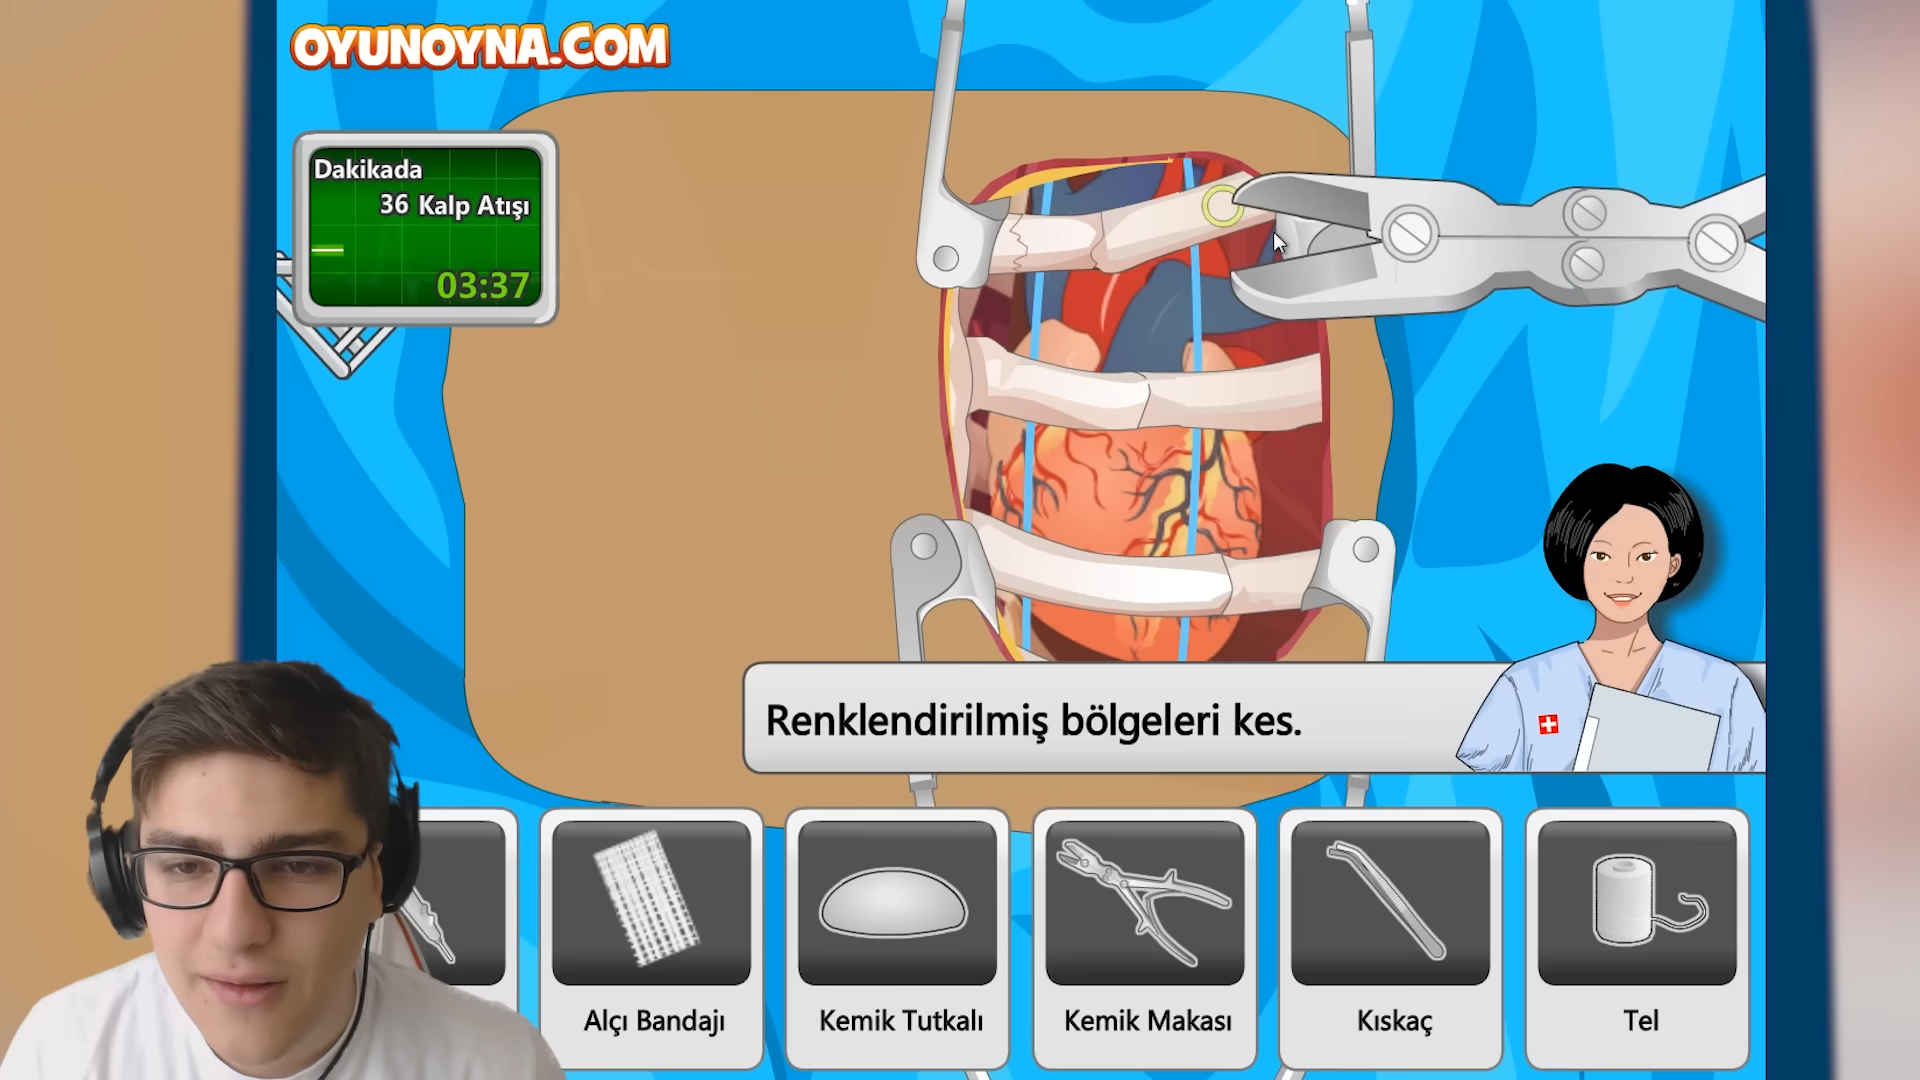 OYUNOYNA.COM
Dakikada
36 Kalp Atışı
03:37
Renklendirilmiş bölgeleri kes.
Alçı Bandajı
Kemik Tutkalı
Kemik Makası
Kıskaç
Tel